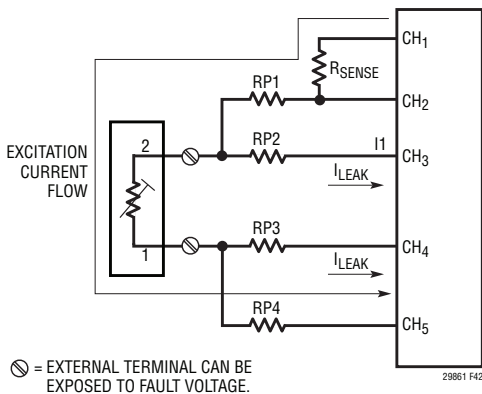 CH1
RSENSE
RP1
CH2
2
RP2
I1
CH3
EXCITATION
CURRENT
FLOW
ILEAK
RP3
1
ILEAK
CH4
RP4
CH5
= EXTERNAL TERMINAL CAN BE
EXPOSED TO FAULT VOLTAGE.
29861 F42